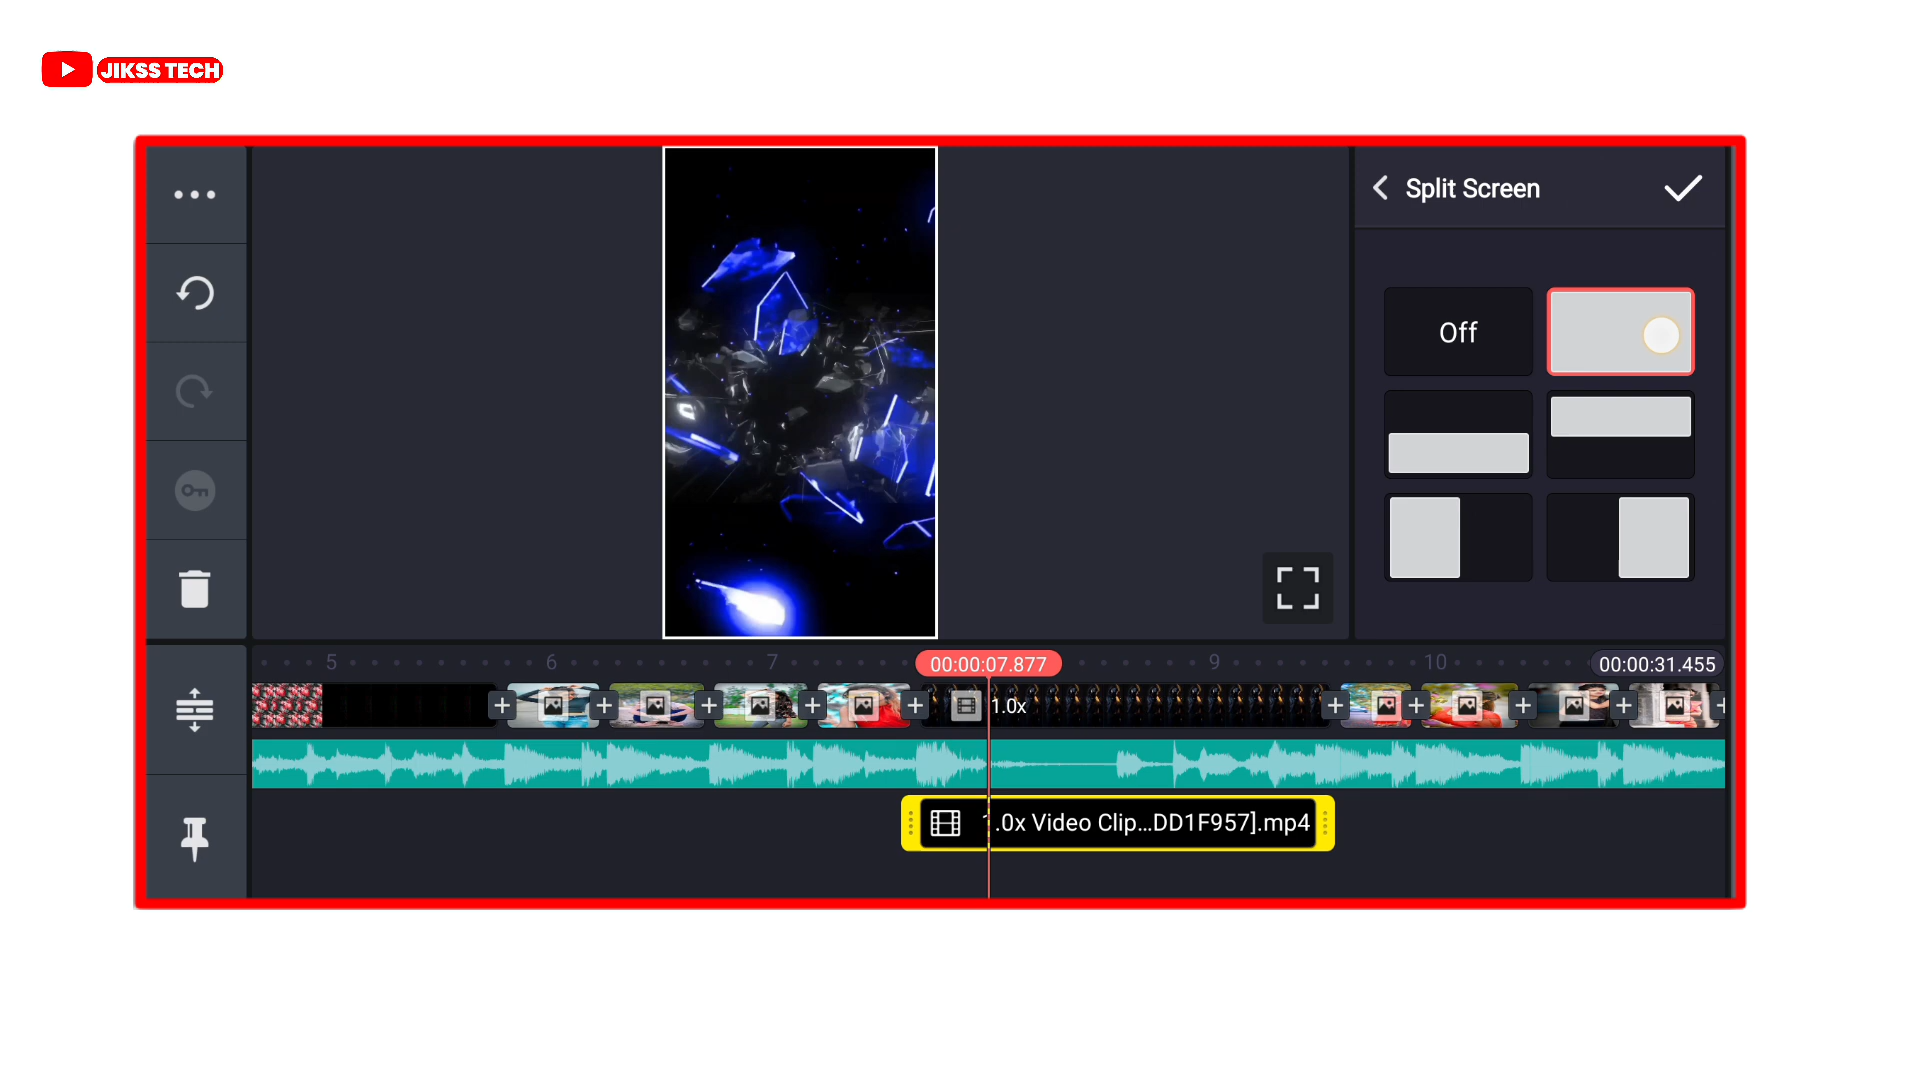 JIKSS TECH
Split Screen
Off
5 6 7 00:00:07.877 9 10 00:00:31.455
1.0x
1.0x Video Clip...DD1F957].mp4